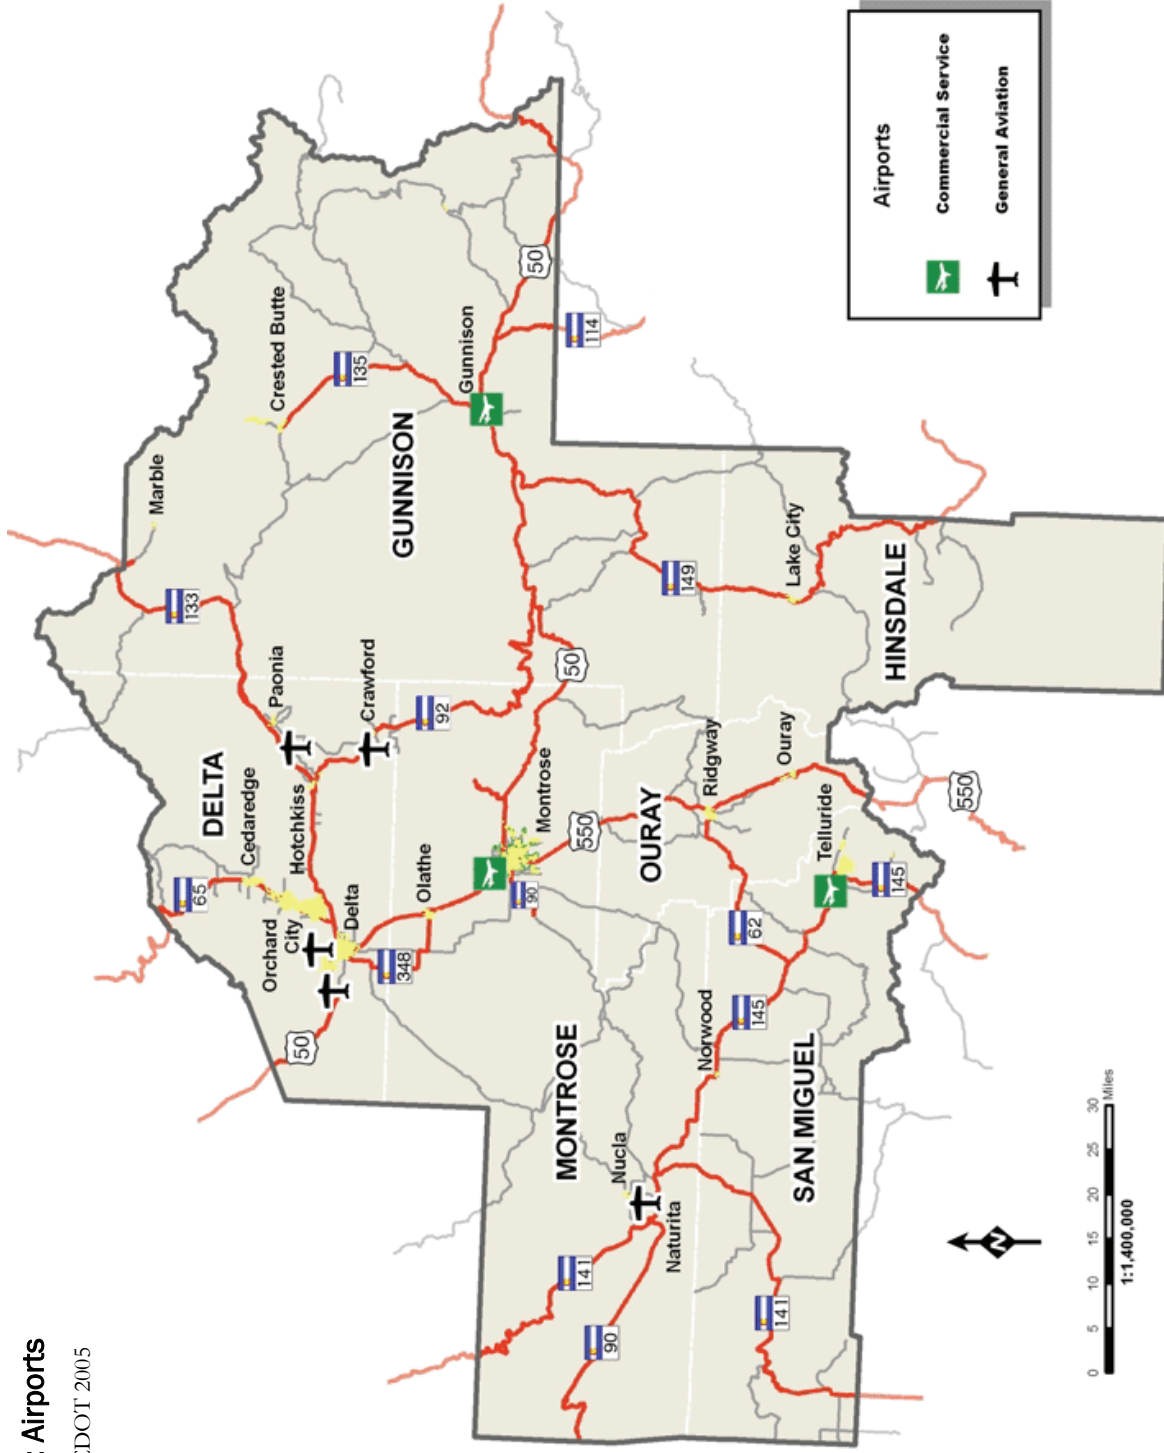 : Airports
CDOT 2005
Airports
Commercial Service
General Aviation
Marble
Crested Butte
133
135
GUNNISON
Gunnison
50
114
Paonia
Crawford
92
DELTA
Cedaredge
65
Hotchkiss
Orchard
City
Delta
50
348
Olathe
Montrose
90
50
550
149
Lake City
HINSDALE
OURAY
Ridgway
Ouray
550
62
Telluride
145
MONTROSE
Norwood
145
Nucla
Naturita
SAN MIGUEL
141
90
141
N
0 5 10 15 20 25 30
Miles
1:1,400,000